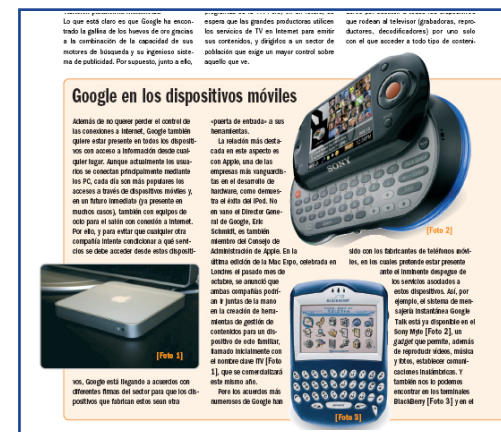 Lo que está claro es que Google ha encon-
trado la gallina de los huevos de oro gracias
a la combinación de la capacidad de sus
motores de búsqueda y su ingenioso siste-
ma de publicidad. Por supuesto, junto a ello,
espera que las grandes productoras utilicen
los servicios de TV en Internet para emitir
sus contenidos, y dirigirlos a un sector de
población que exige un mayor control sobre
aquello que ve.
que rodean al televisor (grabadoras, repro-
ductores, decodificadores) por uno solo
con el que acceder a todo tipo de conteni-
Google en los dispositivos móviles
Además de no querer perder el control de
las conexiones a Internet, Google también
quiere estar presente en todos los dispositi-
vos con acceso a información desde cual-
quier lugar. Aunque actualmente los usua-
rios se conectan principalmente mediante
los PC, cada día son más populares los
accesos a través de dispositivos móviles y,
en un futuro inmediato (ya presente en
muchos casos), también con equipos de
ocio para el salón con conexión a Internet.
Por ello, y para evitar que cualquier otra
compañía intente condicionar a qué servi-
cios se debe acceder desde estos dispositi-
[Foto 1]
vos, Google está llegando a acuerdos con
diferentes firmas del sector para que los dis-
positivos que fabrican estos sean otra
«puerta de entrada» a sus
herramientas.
La relación más desta-
cada en este aspecto es
con Apple, una de las
empresas más vanguardis-
tas en el desarrollo de
hardware, como demues-
tra el éxito del iPod. No
en vano el Director Gene-
ral de Google, Eric
Schmidt, es también
miembro del Consejo de
Administración de Apple. En la
última edición de la Mac Expo, celebrada en
Londres el pasado mes de
octubre, se anunció que
ambas compañías podrí-
an ir juntas de la mano
en la creación de herra-
mientas de gestión de
contenidos para un dis-
positivo de ocio familiar,
llamado inicialmente con
el nombre clave iTV [Foto
1], que se comercializará
este mismo año.
Pero los acuerdos más
numerosos de Google han
SONY
[Foto 2]
sido con los fabricantes de teléfonos móvi-
les, en los cuales pretende estar presente
ante el inminente despegue de
los servicios asociados a
estos dispositivos. Así, por
ejemplo, el sistema de men-
sajería instantánea Google
Talk está ya disponible en el
Sony Mylo [Foto 2], un
gadget que permite, además
de reproducir vídeos, música
y fotos, establecer comuni-
caciones inalámbricas. Y
también nos lo podemos
encontrar en los terminales
BlackBerry [Foto 3] y en el
[Foto 3]